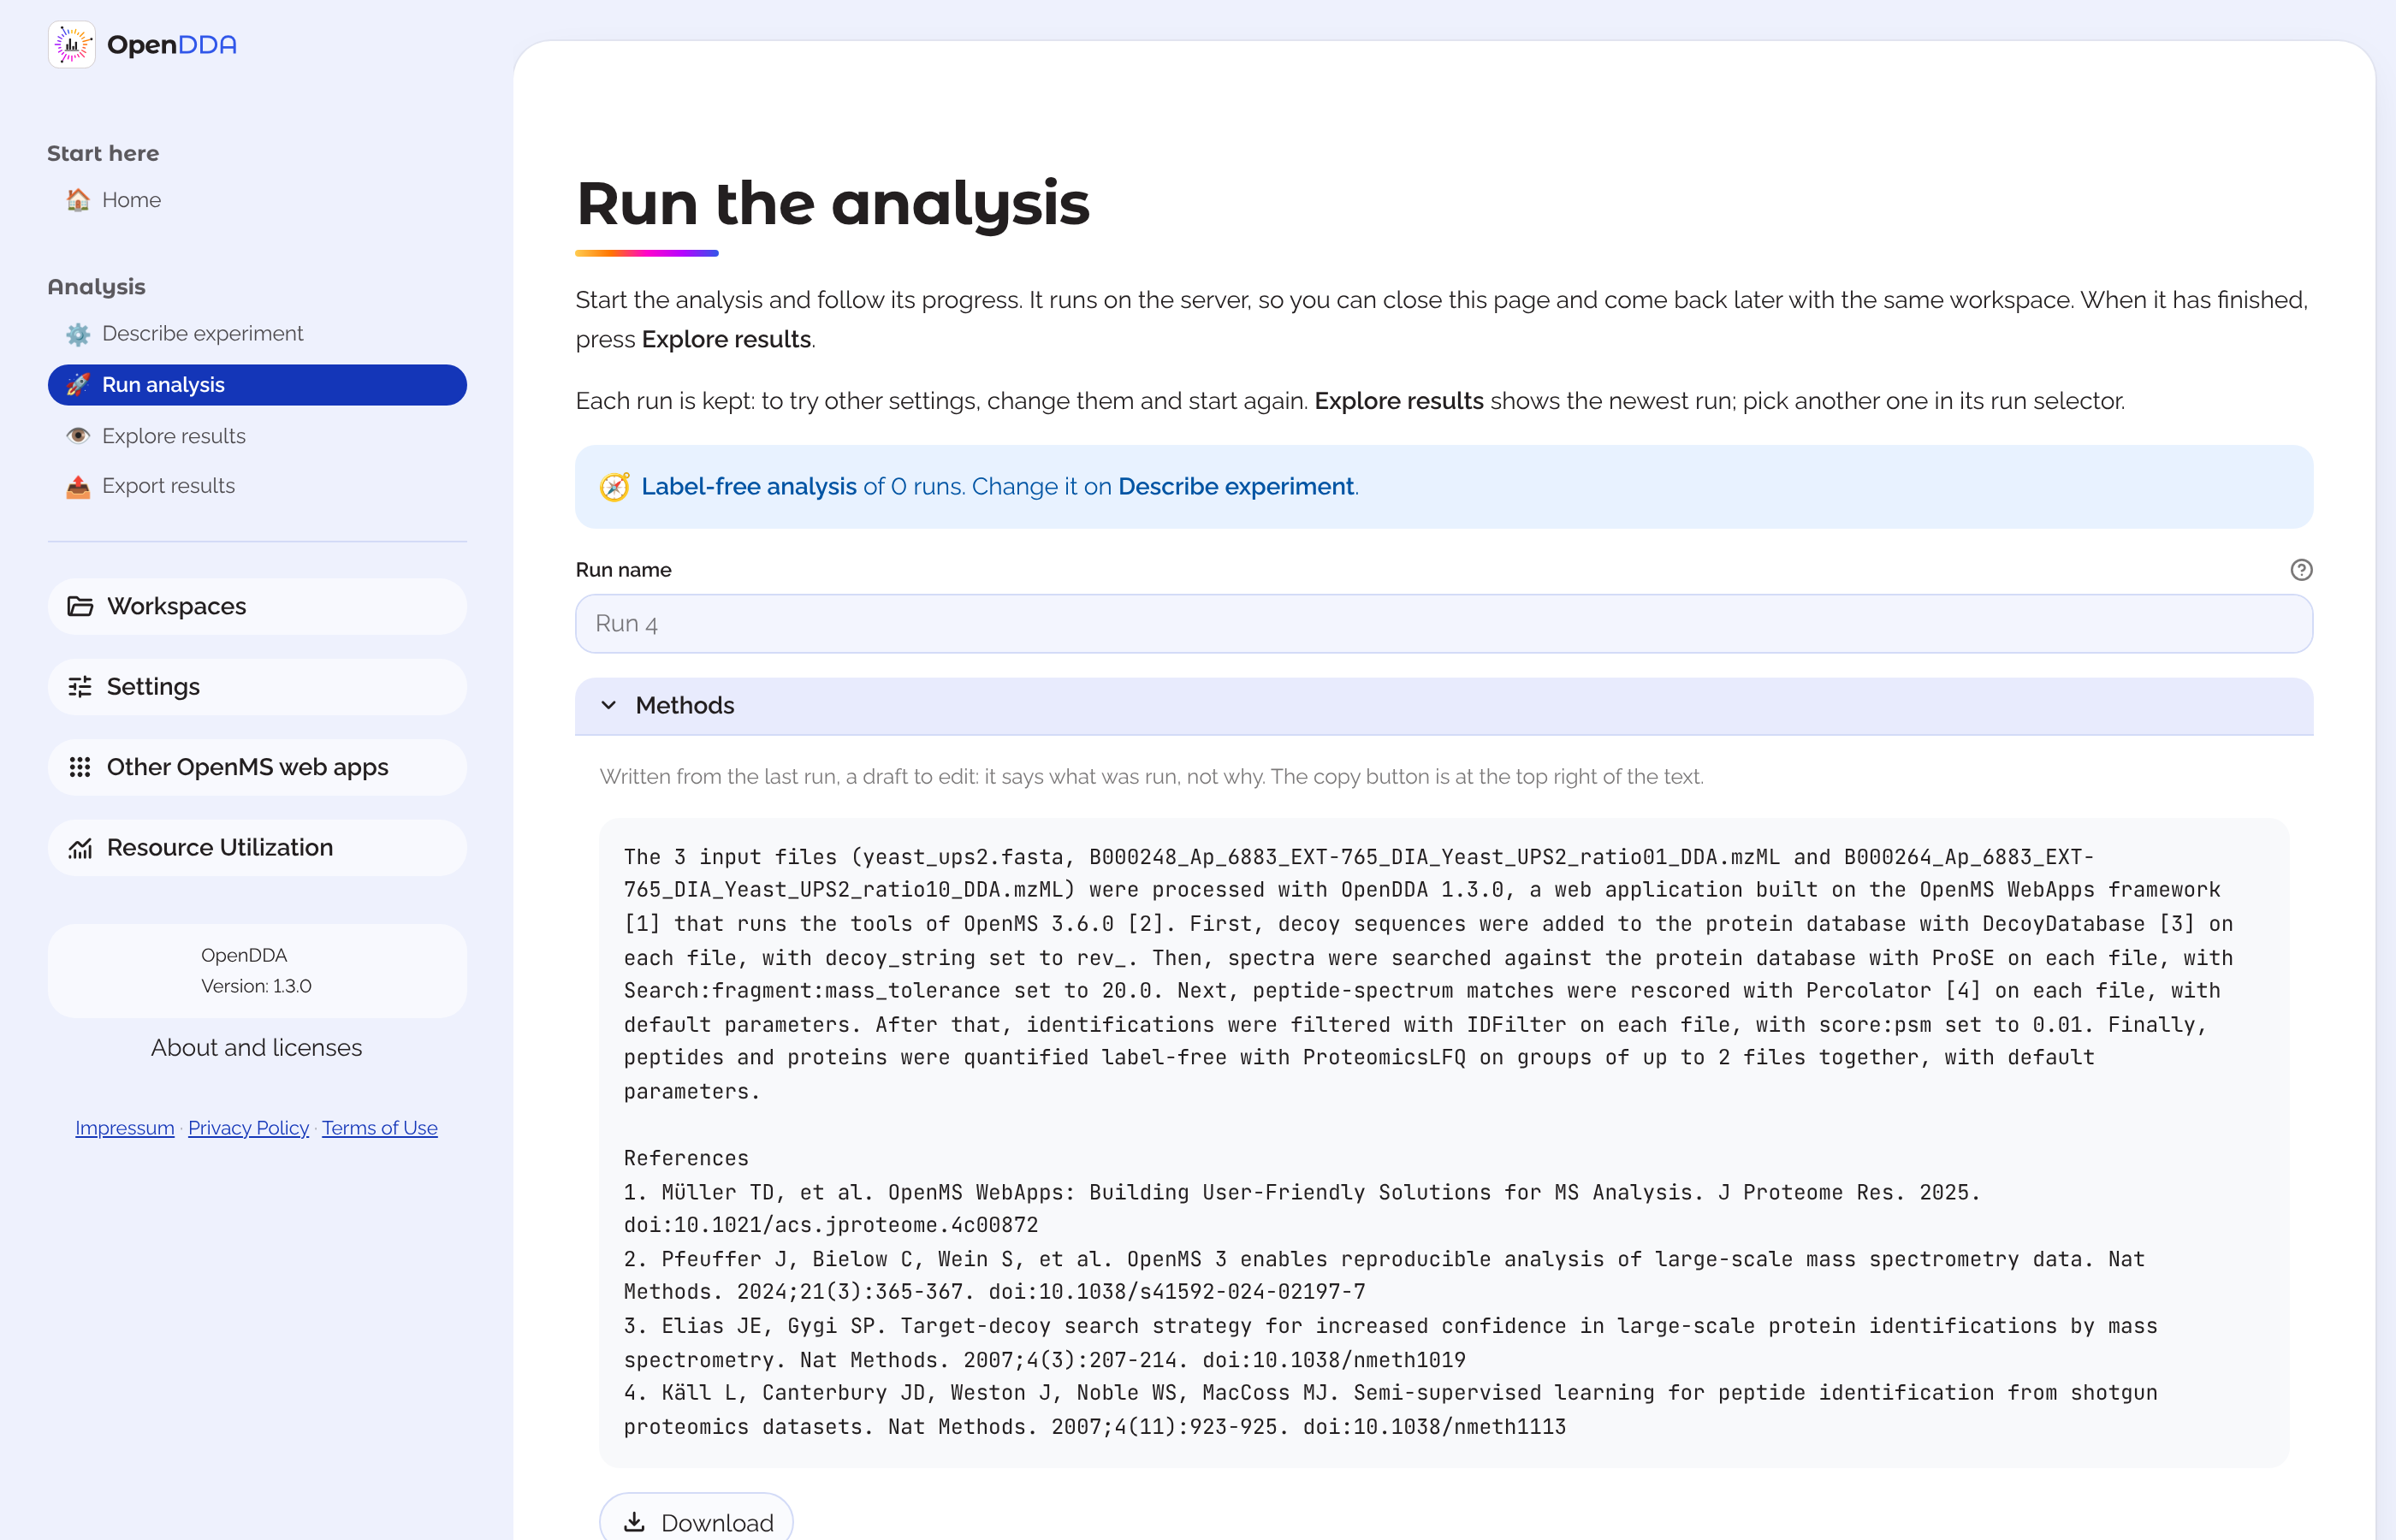 OpenDDA
Start here
Home
Analysis
Describe experiment
Run analysis
Explore results
Export results
Workspaces
Settings
Other OpenMS web apps
Resource Utilization
OpenDDA
Version: 1.3.0
About and licenses
Impressum · Privacy Policy · Terms of Use
Run the analysis
Start the analysis and follow its progress. It runs on the server, so you can close this page and come back later with the same workspace. When it has finished,
press Explore results.
Each run is kept: to try other settings, change them and start again. Explore results shows the newest run; pick another one in its run selector.
Label-free analysis of 0 runs. Change it on Describe experiment.
Run name
Run 4
Methods
Written from the last run, a draft to edit: it says what was run, not why. The copy button is at the top right of the text.
The 3 input files (yeast_ups2.fasta, B000248_Ap_6883_EXT-765_DIA_Yeast_UPS2_ratio01_DDA.mzML and B000264_Ap_6883_EXT-
765_DIA_Yeast_UPS2_ratio10_DDA.mzML) were processed with OpenDDA 1.3.0, a web application built on the OpenMS WebApps framework
[1] that runs the tools of OpenMS 3.6.0 [2]. First, decoy sequences were added to the protein database with DecoyDatabase [3] on
each file, with decoy_string set to rev_. Then, spectra were searched against the protein database with ProSE on each file, with
Search:fragment:mass_tolerance set to 20.0. Next, peptide-spectrum matches were rescored with Percolator [4] on each file, with
default parameters. After that, identifications were filtered with IDFilter on each file, with score:psm set to 0.01. Finally,
peptides and proteins were quantified label-free with ProteomicsLFQ on groups of up to 2 files together, with default
parameters.
References
1. Müller TD, et al. OpenMS WebApps: Building User-Friendly Solutions for MS Analysis. J Proteome Res. 2025.
doi:10.1021/acs.jproteome.4c00872
2. Pfeuffer J, Bielow C, Wein S, et al. OpenMS 3 enables reproducible analysis of large-scale mass spectrometry data. Nat
Methods. 2024;21(3):365-367. doi:10.1038/s41592-024-02197-7
3. Elias JE, Gygi SP. Target-decoy search strategy for increased confidence in large-scale protein identifications by mass
spectrometry. Nat Methods. 2007;4(3):207-214. doi:10.1038/nmeth1019
4. Käll L, Canterbury JD, Weston J, Noble WS, MacCoss MJ. Semi-supervised learning for peptide identification from shotgun
proteomics datasets. Nat Methods. 2007;4(11):923-925. doi:10.1038/nmeth1113
Download